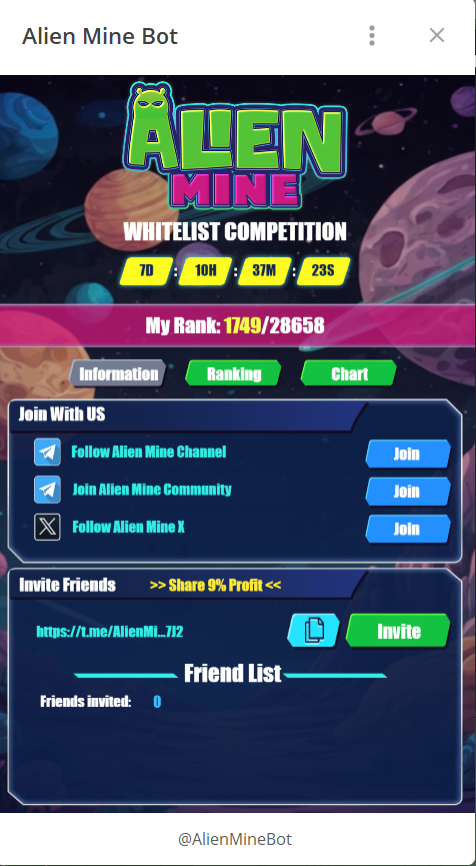 Alien Mine Bot
ALIEN
MINE
WHITELIST COMPETITION
7D : 10H : 37M : 23S
My Rank: 1749/28658
Information Ranking Chart
Join With US
Follow Alien Mine Channel Join
Join Alien Mine Community Join
Follow Alien Mine X Join
Invite Friends >> Share 9% Profit <<
https://t.me/AlienMi...7J2 Invite
Friend List
Friends invited: 0
@AlienMineBot